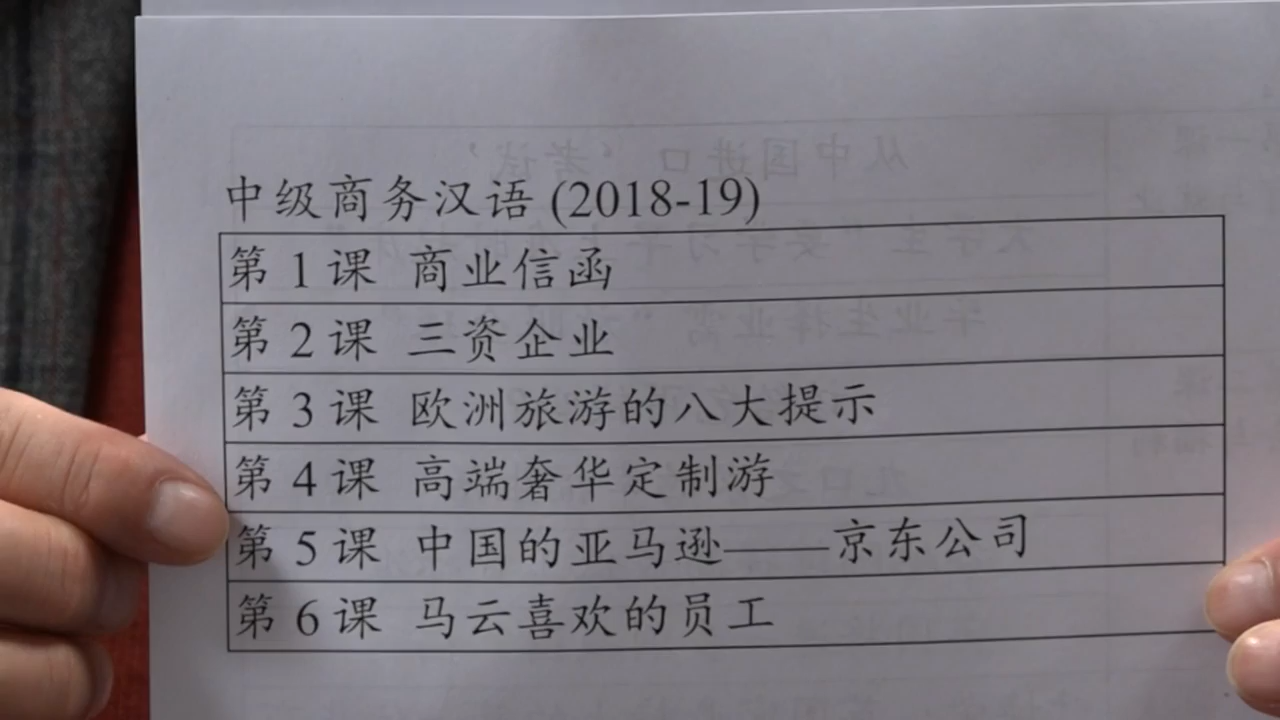 中级商务汉语 (2018-19)
第 1 课 商业信函
第 2 课 三资企业
第 3 课 欧洲旅游的八大提示
第 4 课 高端奢华定制游
第 5 课 中国的亚马逊——京东公司
第 6 课 马云喜欢的员工